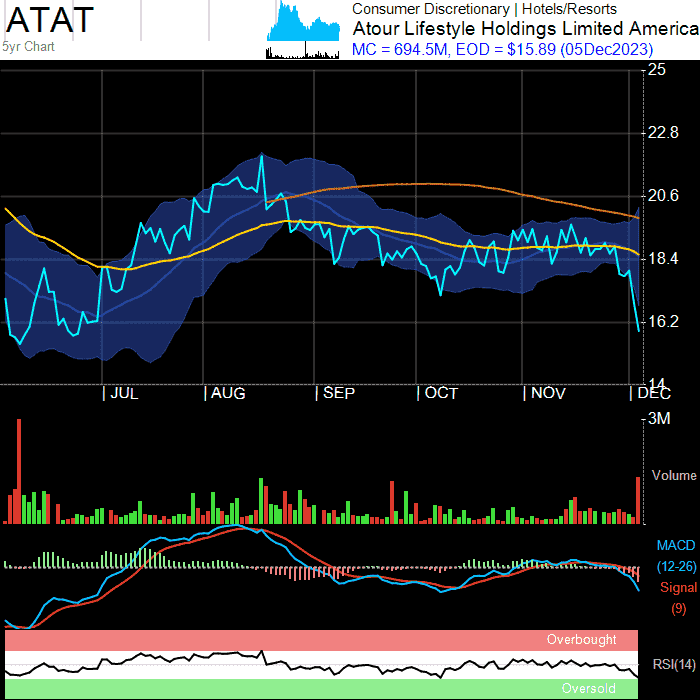 ATAT
5yr Chart
Consumer Discretionary | Hotels/Resorts
Atour Lifestyle Holdings Limited America
MC = 694.5M, EOD = $15.89 (05Dec2023)
25
22.8
20.6
18.4
16.2
14
JUL
AUG
SEP
OCT
NOV
DEC
3M
Volume
MACD
(12-26)
Signal
(9)
Overbought
RSI(14)
Oversold